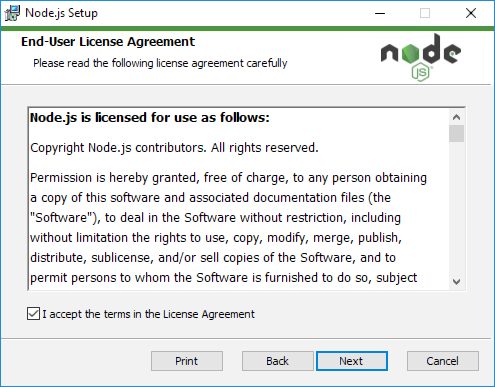 Node.js Setup
End-User License Agreement
Please read the following license agreement carefully
node
JS
Node.js is licensed for use as follows:
Copyright Node.js contributors. All rights reserved.
Permission is hereby granted, free of charge, to any person obtaining
a copy of this software and associated documentation files (the
"Software"), to deal in the Software without restriction, including
without limitation the rights to use, copy, modify, merge, publish,
distribute, sublicense, and/or sell copies of the Software, and to
permit persons to whom the Software is furnished to do so, subject
I accept the terms in the License Agreement
Print
Back
Next
Cancel